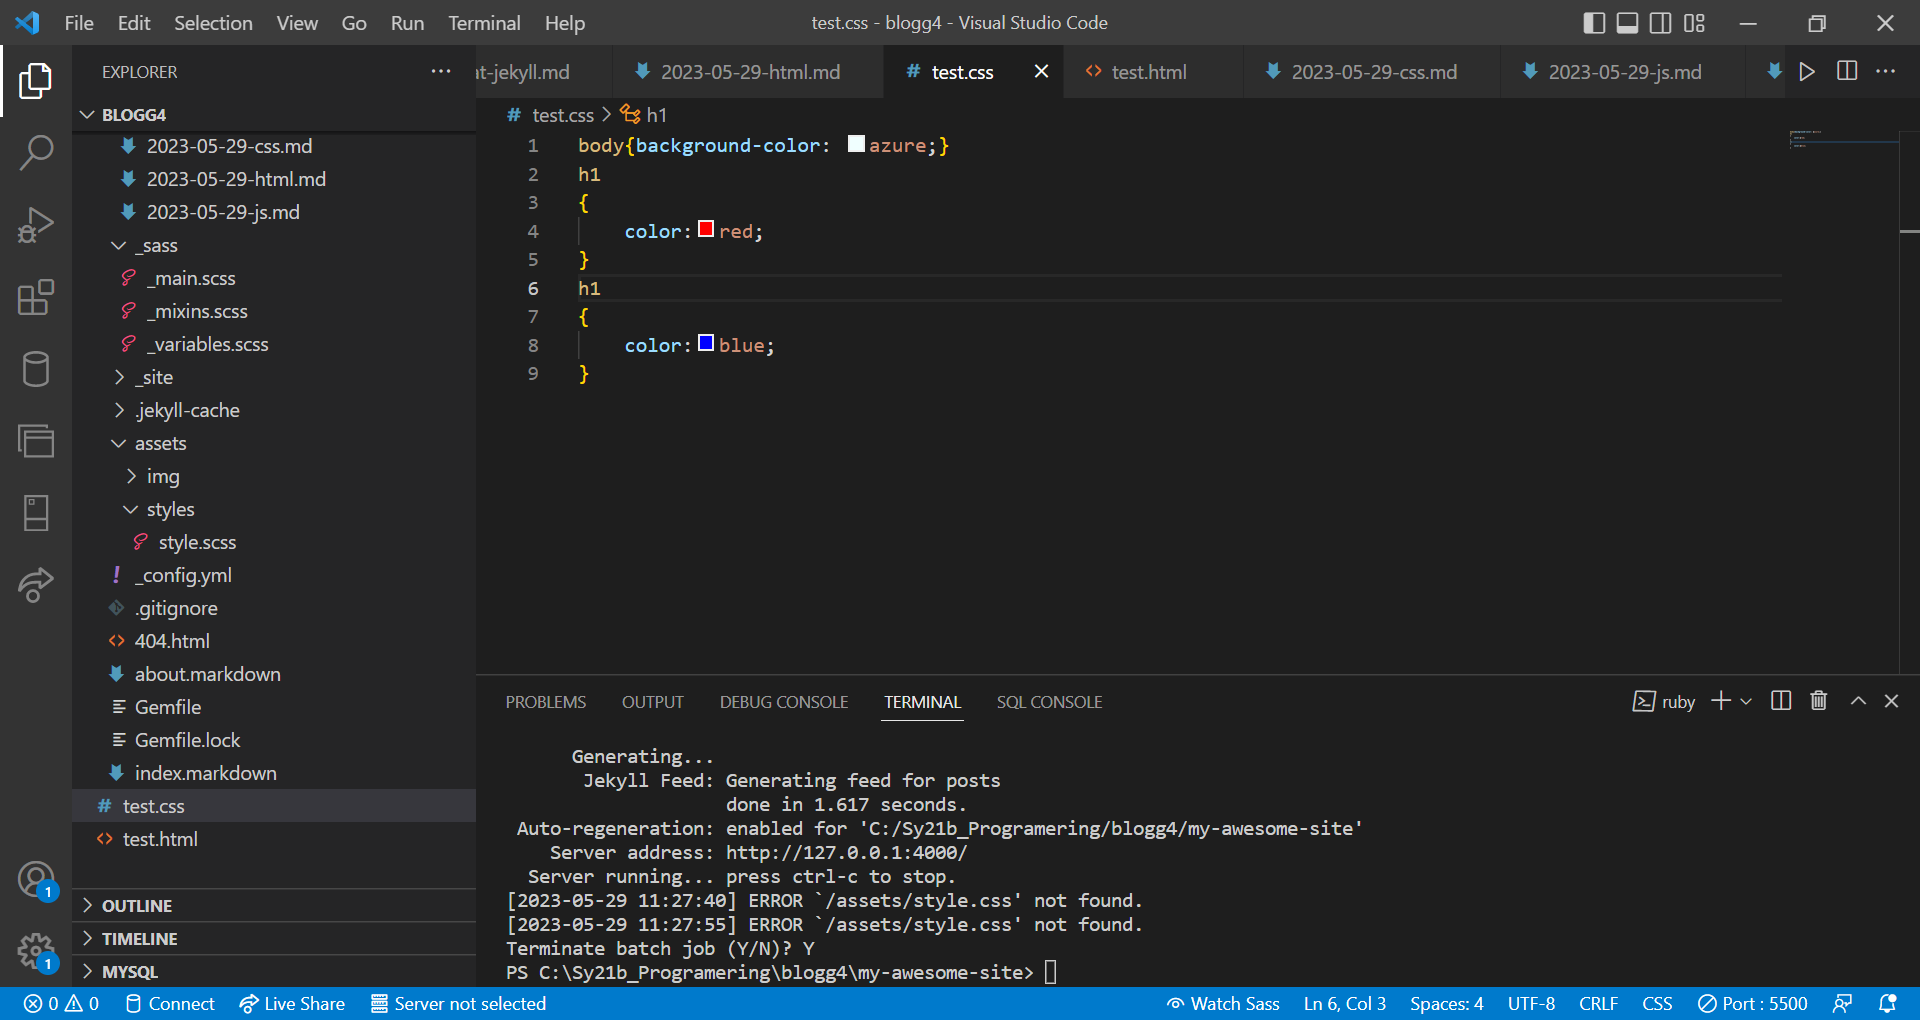 File Edit Selection View Go Run Terminal Help
test.css - blogg4 - Visual Studio Code
EXPLORER
BLOGG4
2023-05-29-css.md
2023-05-29-html.md
2023-05-29-js.md
_sass
_main.scss
_mixins.scss
_variables.scss
_site
.jekyll-cache
assets
img
styles
style.scss
_config.yml
.gitignore
404.html
about.markdown
Gemfile
Gemfile.lock
index.markdown
test.css
test.html
OUTLINE
TIMELINE
MYSQL
1
1
t-jekyll.md 2023-05-29-html.md test.css test.html 2023-05-29-css.md 2023-05-29-js.md
test.css > h1
1 body{background-color: azure;}
2 h1
3 {
4 color: red;
5 }
6 h1
7 {
8 color: blue;
9 }
PROBLEMS OUTPUT DEBUG CONSOLE TERMINAL SQL CONSOLE
ruby
Generating...
Jekyll Feed: Generating feed for posts
done in 1.617 seconds.
Auto-regeneration: enabled for 'C:/Sy21b_Programering/blogg4/my-awesome-site'
Server address: http://127.0.0.1:4000/
Server running... press ctrl-c to stop.
[2023-05-29 11:27:40] ERROR `/assets/style.css' not found.
[2023-05-29 11:27:55] ERROR `/assets/style.css' not found.
Terminate batch job (Y/N)? Y
PS C:\Sy21b_Programering\blogg4\my-awesome-site>
0 0 Connect Live Share Server not selected
Watch Sass Ln 6, Col 3 Spaces: 4 UTF-8 CRLF CSS Port : 5500